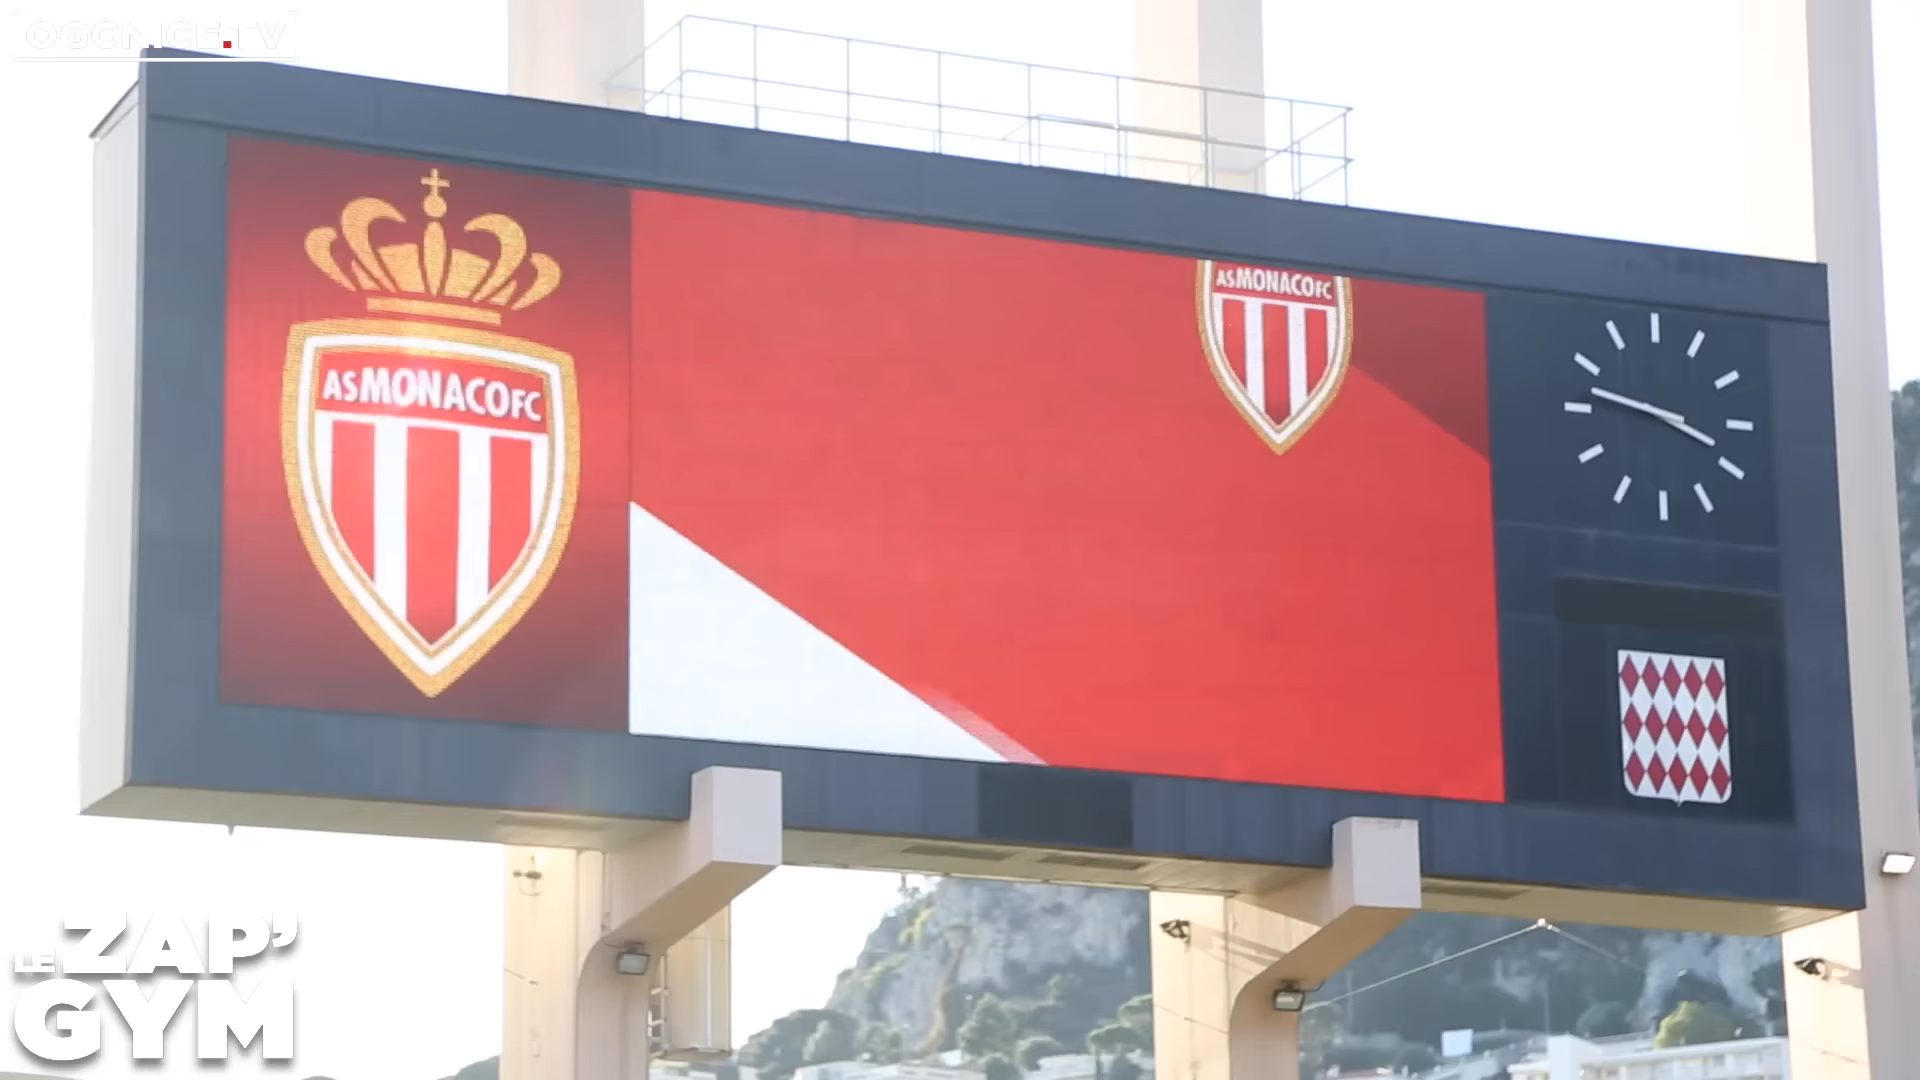 OGCNICE.TV
ASMONACOFC
ASMONACOFC
LE ZAP'
GYM